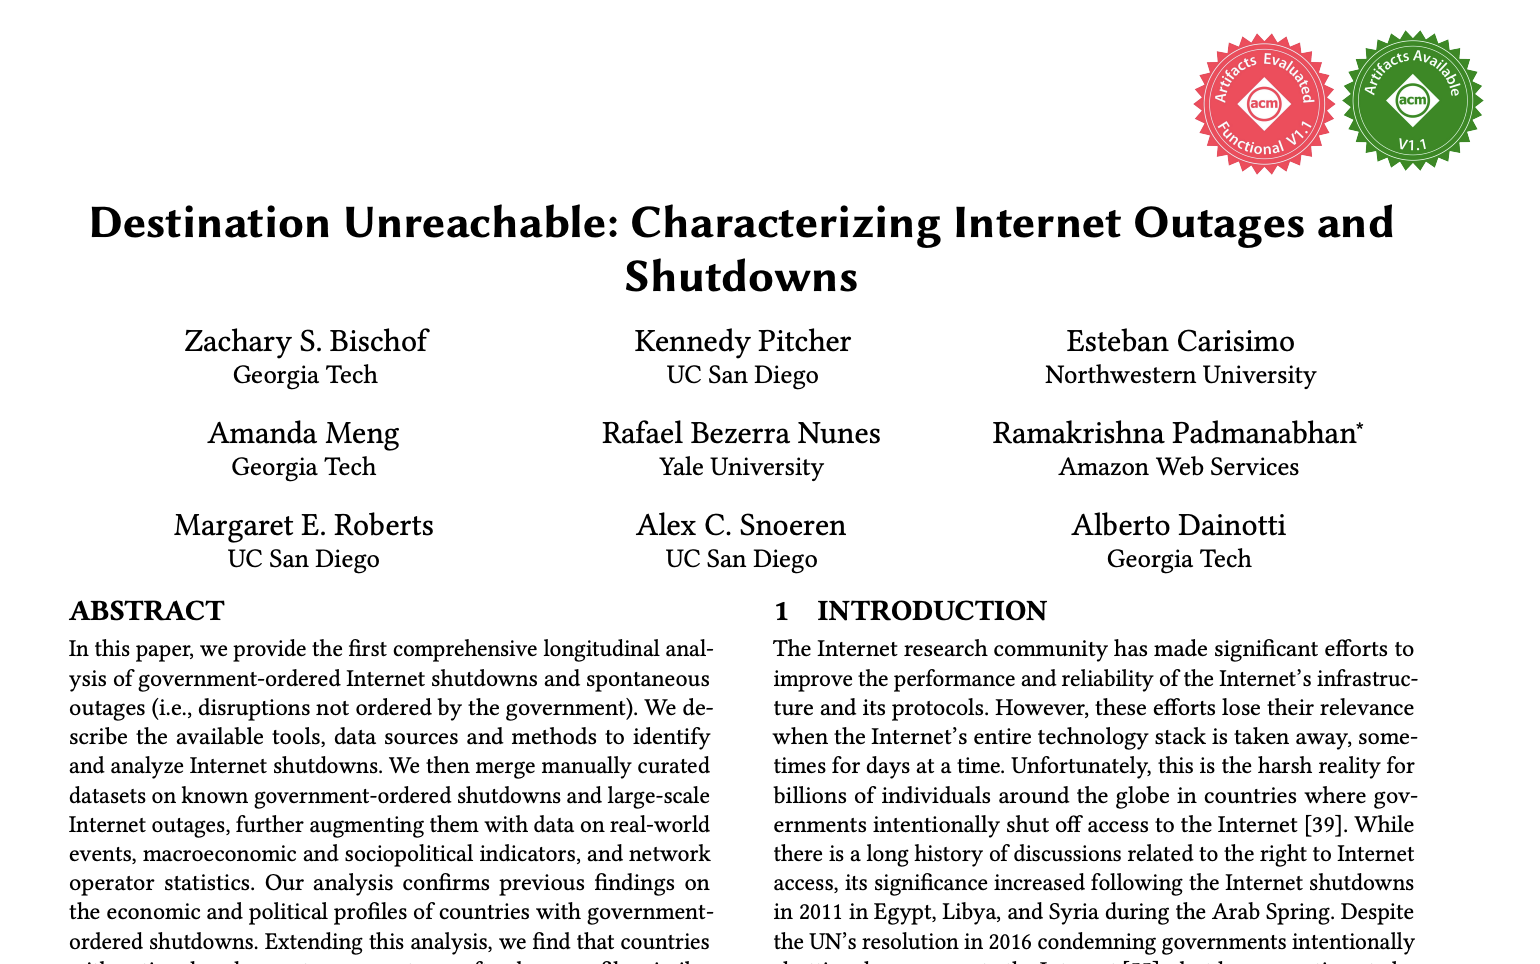 Artifacts Evaluated
acm
Functional V1.1
Artifacts Available
acm
V1.1
Destination Unreachable: Characterizing Internet Outages and
Shutdowns
Zachary S. Bischof
Georgia Tech
Kennedy Pitcher
UC San Diego
Esteban Carisimo
Northwestern University
Amanda Meng
Georgia Tech
Rafael Bezerra Nunes
Yale University
Ramakrishna Padmanabhan*
Amazon Web Services
Margaret E. Roberts
UC San Diego
Alex C. Snoeren
UC San Diego
Alberto Dainotti
Georgia Tech
ABSTRACT
In this paper, we provide the first comprehensive longitudinal anal-
ysis of government-ordered Internet shutdowns and spontaneous
outages (i.e., disruptions not ordered by the government). We de-
scribe the available tools, data sources and methods to identify
and analyze Internet shutdowns. We then merge manually curated
datasets on known government-ordered shutdowns and large-scale
Internet outages, further augmenting them with data on real-world
events, macroeconomic and sociopolitical indicators, and network
operator statistics. Our analysis confirms previous findings on
the economic and political profiles of countries with government-
ordered shutdowns. Extending this analysis, we find that countries
1 INTRODUCTION
The Internet research community has made significant efforts to
improve the performance and reliability of the Internet's infrastruc-
ture and its protocols. However, these efforts lose their relevance
when the Internet's entire technology stack is taken away, some-
times for days at a time. Unfortunately, this is the harsh reality for
billions of individuals around the globe in countries where gov-
ernments intentionally shut off access to the Internet [39]. While
there is a long history of discussions related to the right to Internet
access, its significance increased following the Internet shutdowns
in 2011 in Egypt, Libya, and Syria during the Arab Spring. Despite
the UN's resolution in 2016 condemning governments intentionally